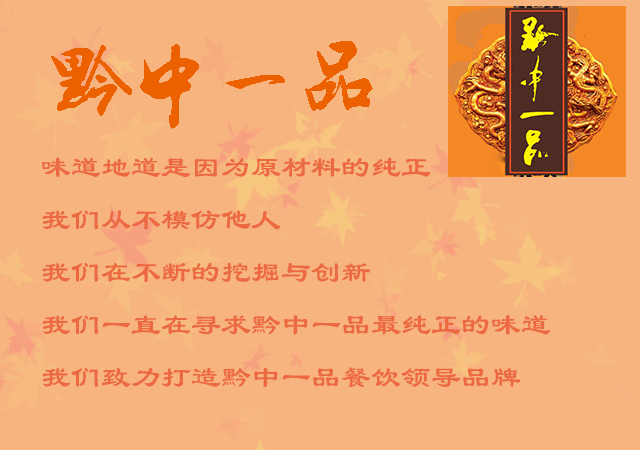 黔中一品
黔中一品
味道地道是因为原材料的纯正
我们从不模仿他人
我们在不断的挖掘与创新
我们一直在寻求黔中一品最纯正的味道
我们致力打造黔中一品餐饮领导品牌